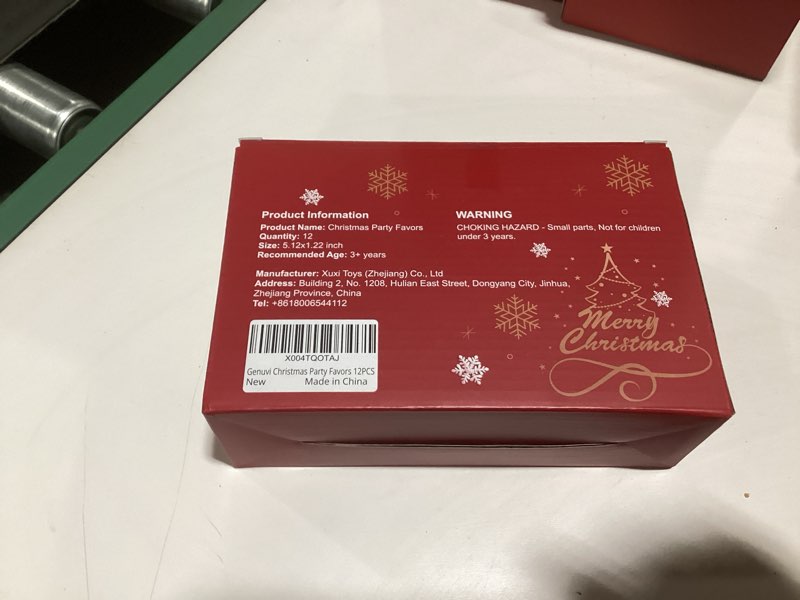 Product Information
Product Name: Christmas Party Favors
Quantity: 12
Size: 5.12x1.22 inch
Recommended Age: 3+ years
WARNING
CHOKING HAZARD - Small parts, Not for children
under 3 years.
Manufacturer: Xuxi Toys (Zhejiang) Co., Ltd
Address: Building 2, No. 1208, Hulian East Street, Dongyang City, Jinhua,
Zhejiang Province, China
Tel: +8618006544112
X004TQOTAJ
Genuvi Christmas Party Favors 12PCS
New Made in China
Merry
Christmas